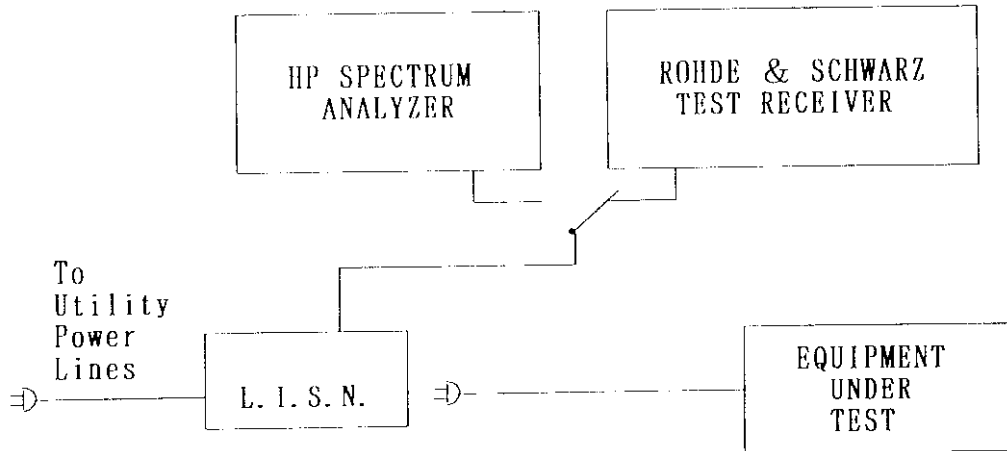 HP SPECTRUM
ANALYZER
ROHDE & SCHWARZ
TEST RECEIVER
To
Utility
Power
Lines
L. I. S. N.
EQUIPMENT
UNDER
TEST